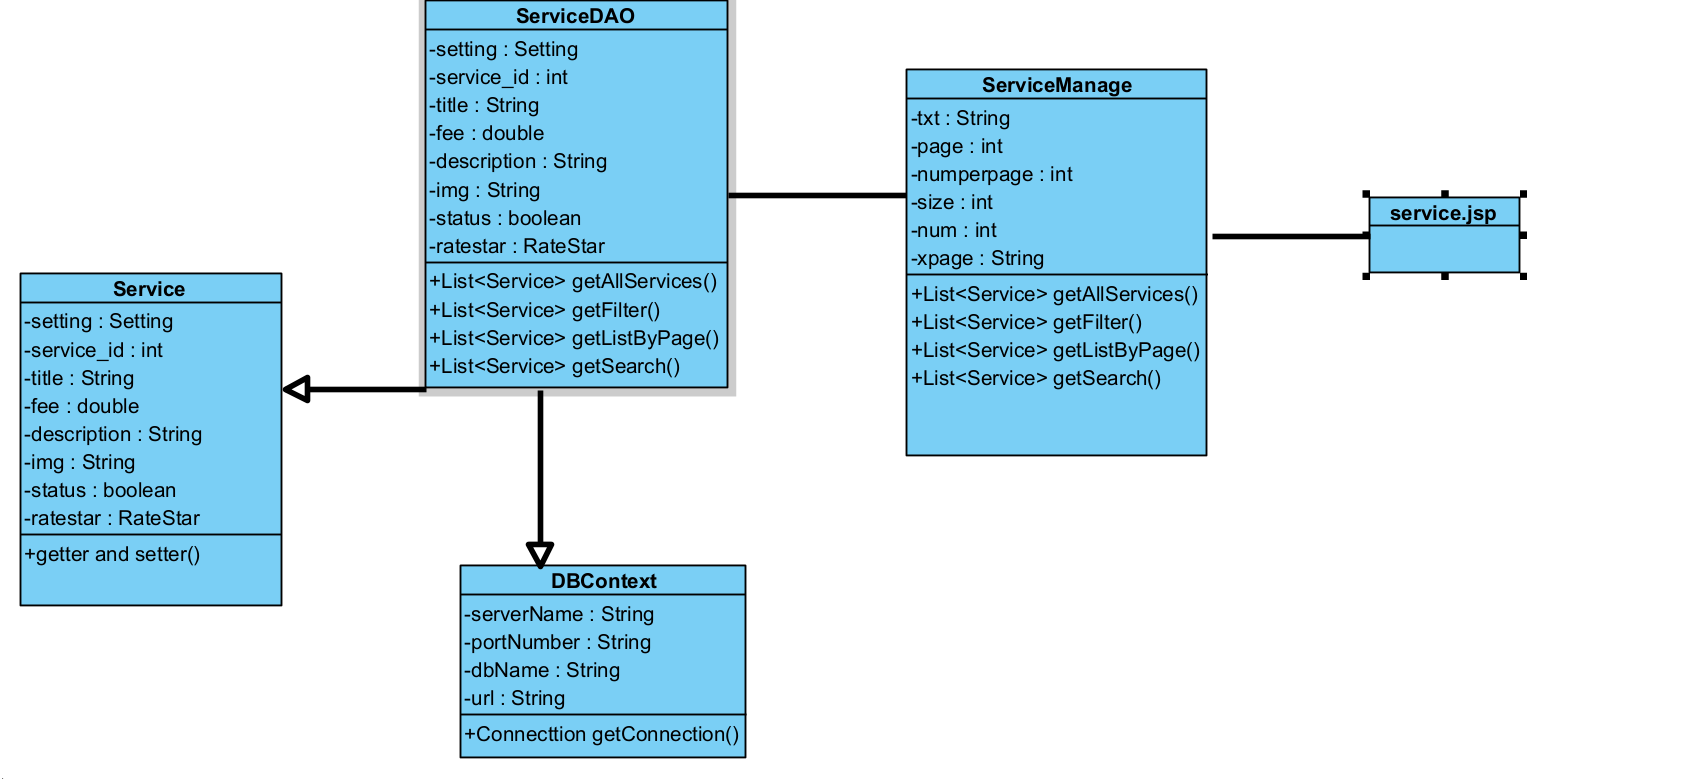 ServiceDAO
-setting : Setting
-service_id : int
-title : String
-fee : double
-description : String
-img : String
-status : boolean
-ratestar : RateStar
+List<Service> getAllServices()
+List<Service> getFilter()
+List<Service> getListByPage()
+List<Service> getSearch()
ServiceManage
-txt : String
-page : int
-numperpage : int
-size : int
-num : int
-xpage : String
+List<Service> getAllServices()
+List<Service> getFilter()
+List<Service> getListByPage()
+List<Service> getSearch()
service.jsp
Service
-setting : Setting
-service_id : int
-title : String
-fee : double
-description : String
-img : String
-status : boolean
-ratestar : RateStar
+getter and setter()
DBContext
-serverName : String
-portNumber : String
-dbName : String
-url : String
+Connecttion getConnection()